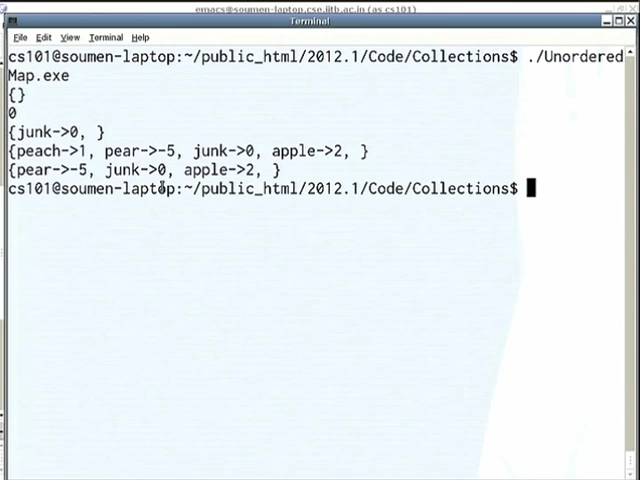 emacs@soumen-laptop.cse.iitb.ac.in (as cs101)
Terminal
File Edit View Terminal Help
cs101@soumen-laptop:~/public_html/2012.1/Code/Collections$ ./Unordered
Map.exe
{}
0
{junk->0, }
{peach->1, pear->-5, junk->0, apple->2, }
{pear->-5, junk->0, apple->2, }
cs101@soumen-laptop:~/public_html/2012.1/Code/Collections$